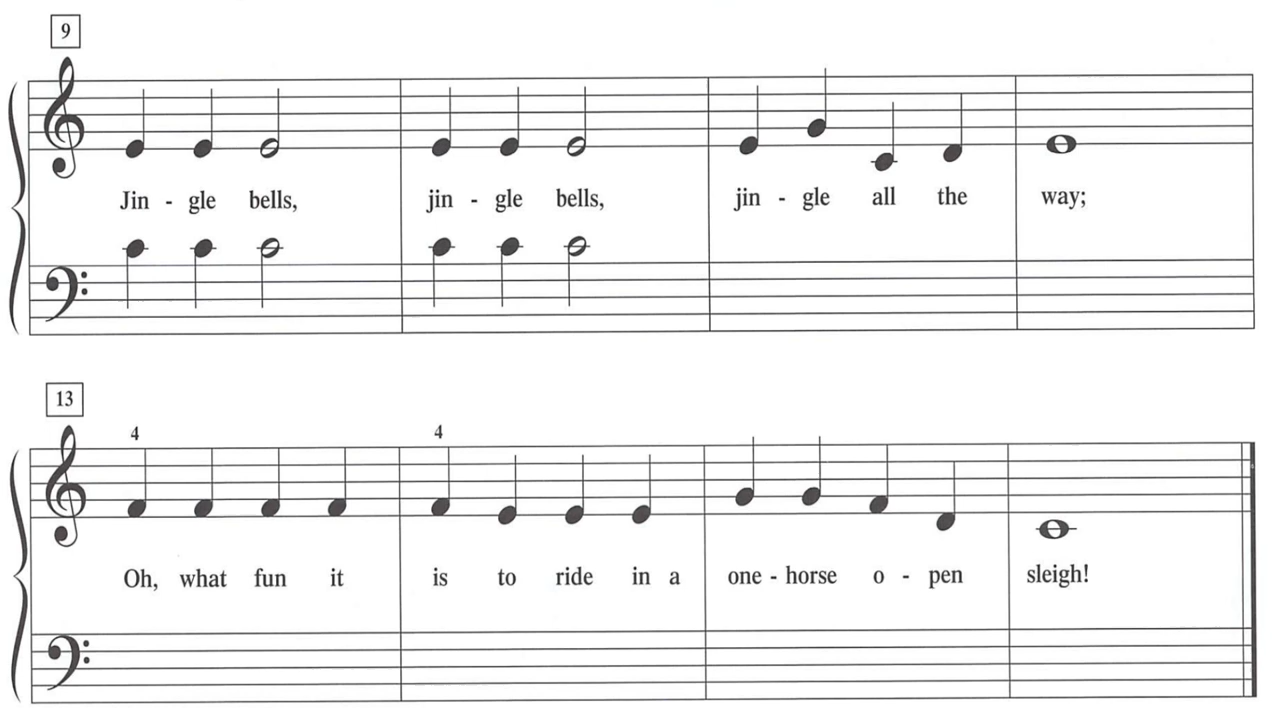 9
Jin - gle bells, jin - gle bells, jin - gle all the way;
13
4 4
Oh, what fun it is to ride in a one - horse o - pen sleigh!